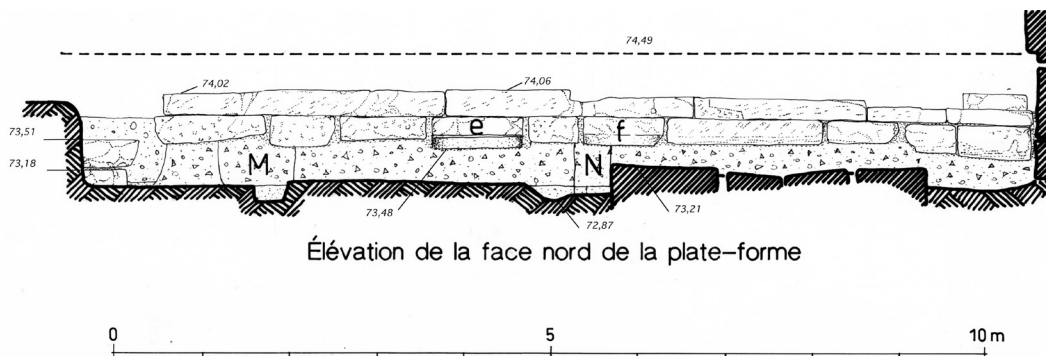 74,49
74,02
74,06
73,51
e
f
73,18
M
N
73,48
73,21
72,87
Élévation de la face nord de la plate-forme
0 5 10 m